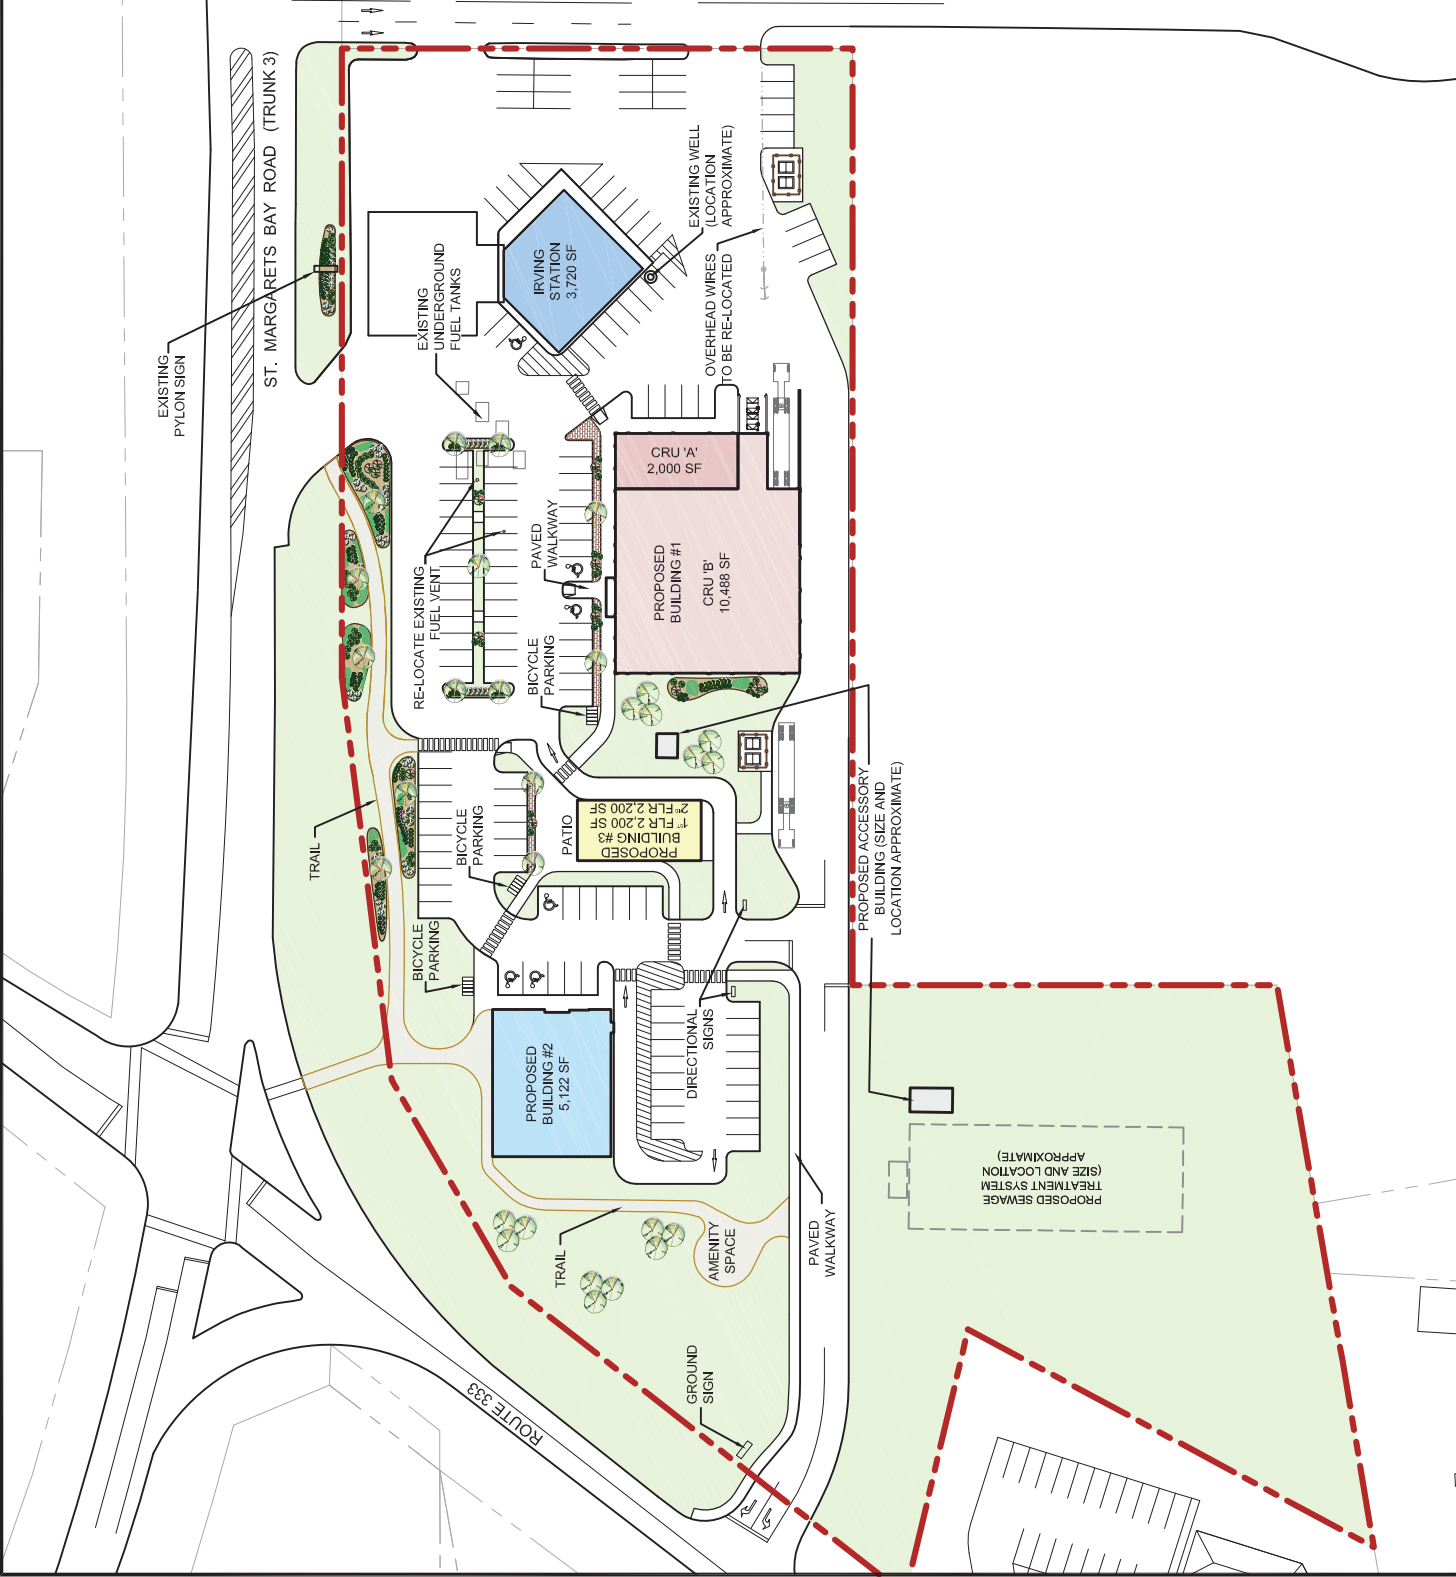 ST. MARGARETS BAY ROAD (TRUNK 3)
EXISTING
PYLON SIGN
EXISTING
UNDERGROUND
FUEL TANKS
IRVING
STATION
3,720 SF
EXISTING WELL
(LOCATION
APPROXIMATE)
OVERHEAD WIRES
TO BE RE-LOCATED
CRU 'A'
2,000 SF
PROPOSED
BUILDING #1
CRU 'B'
10,488 SF
PAVED
WALKWAY
RE-LOCATE EXISTING
FUEL VENT
BICYCLE
PARKING
TRAIL
BICYCLE
PARKING
PATIO
PROPOSED
BUILDING #3
1ST FLR 2,200 SF
2ND FLR 2,200 SF
BICYCLE
PARKING
PROPOSED ACCESSORY
BUILDING (SIZE AND
LOCATION APPROXIMATE)
PROPOSED
BUILDING #2
5,122 SF
DIRECTIONAL
SIGNS
PROPOSED SEWAGE
TREATMENT SYSTEM
(SIZE AND LOCATION
APPROXIMATE)
TRAIL
AMENITY
SPACE
PAVED
WALKWAY
GROUND
SIGN
ROUTE 333